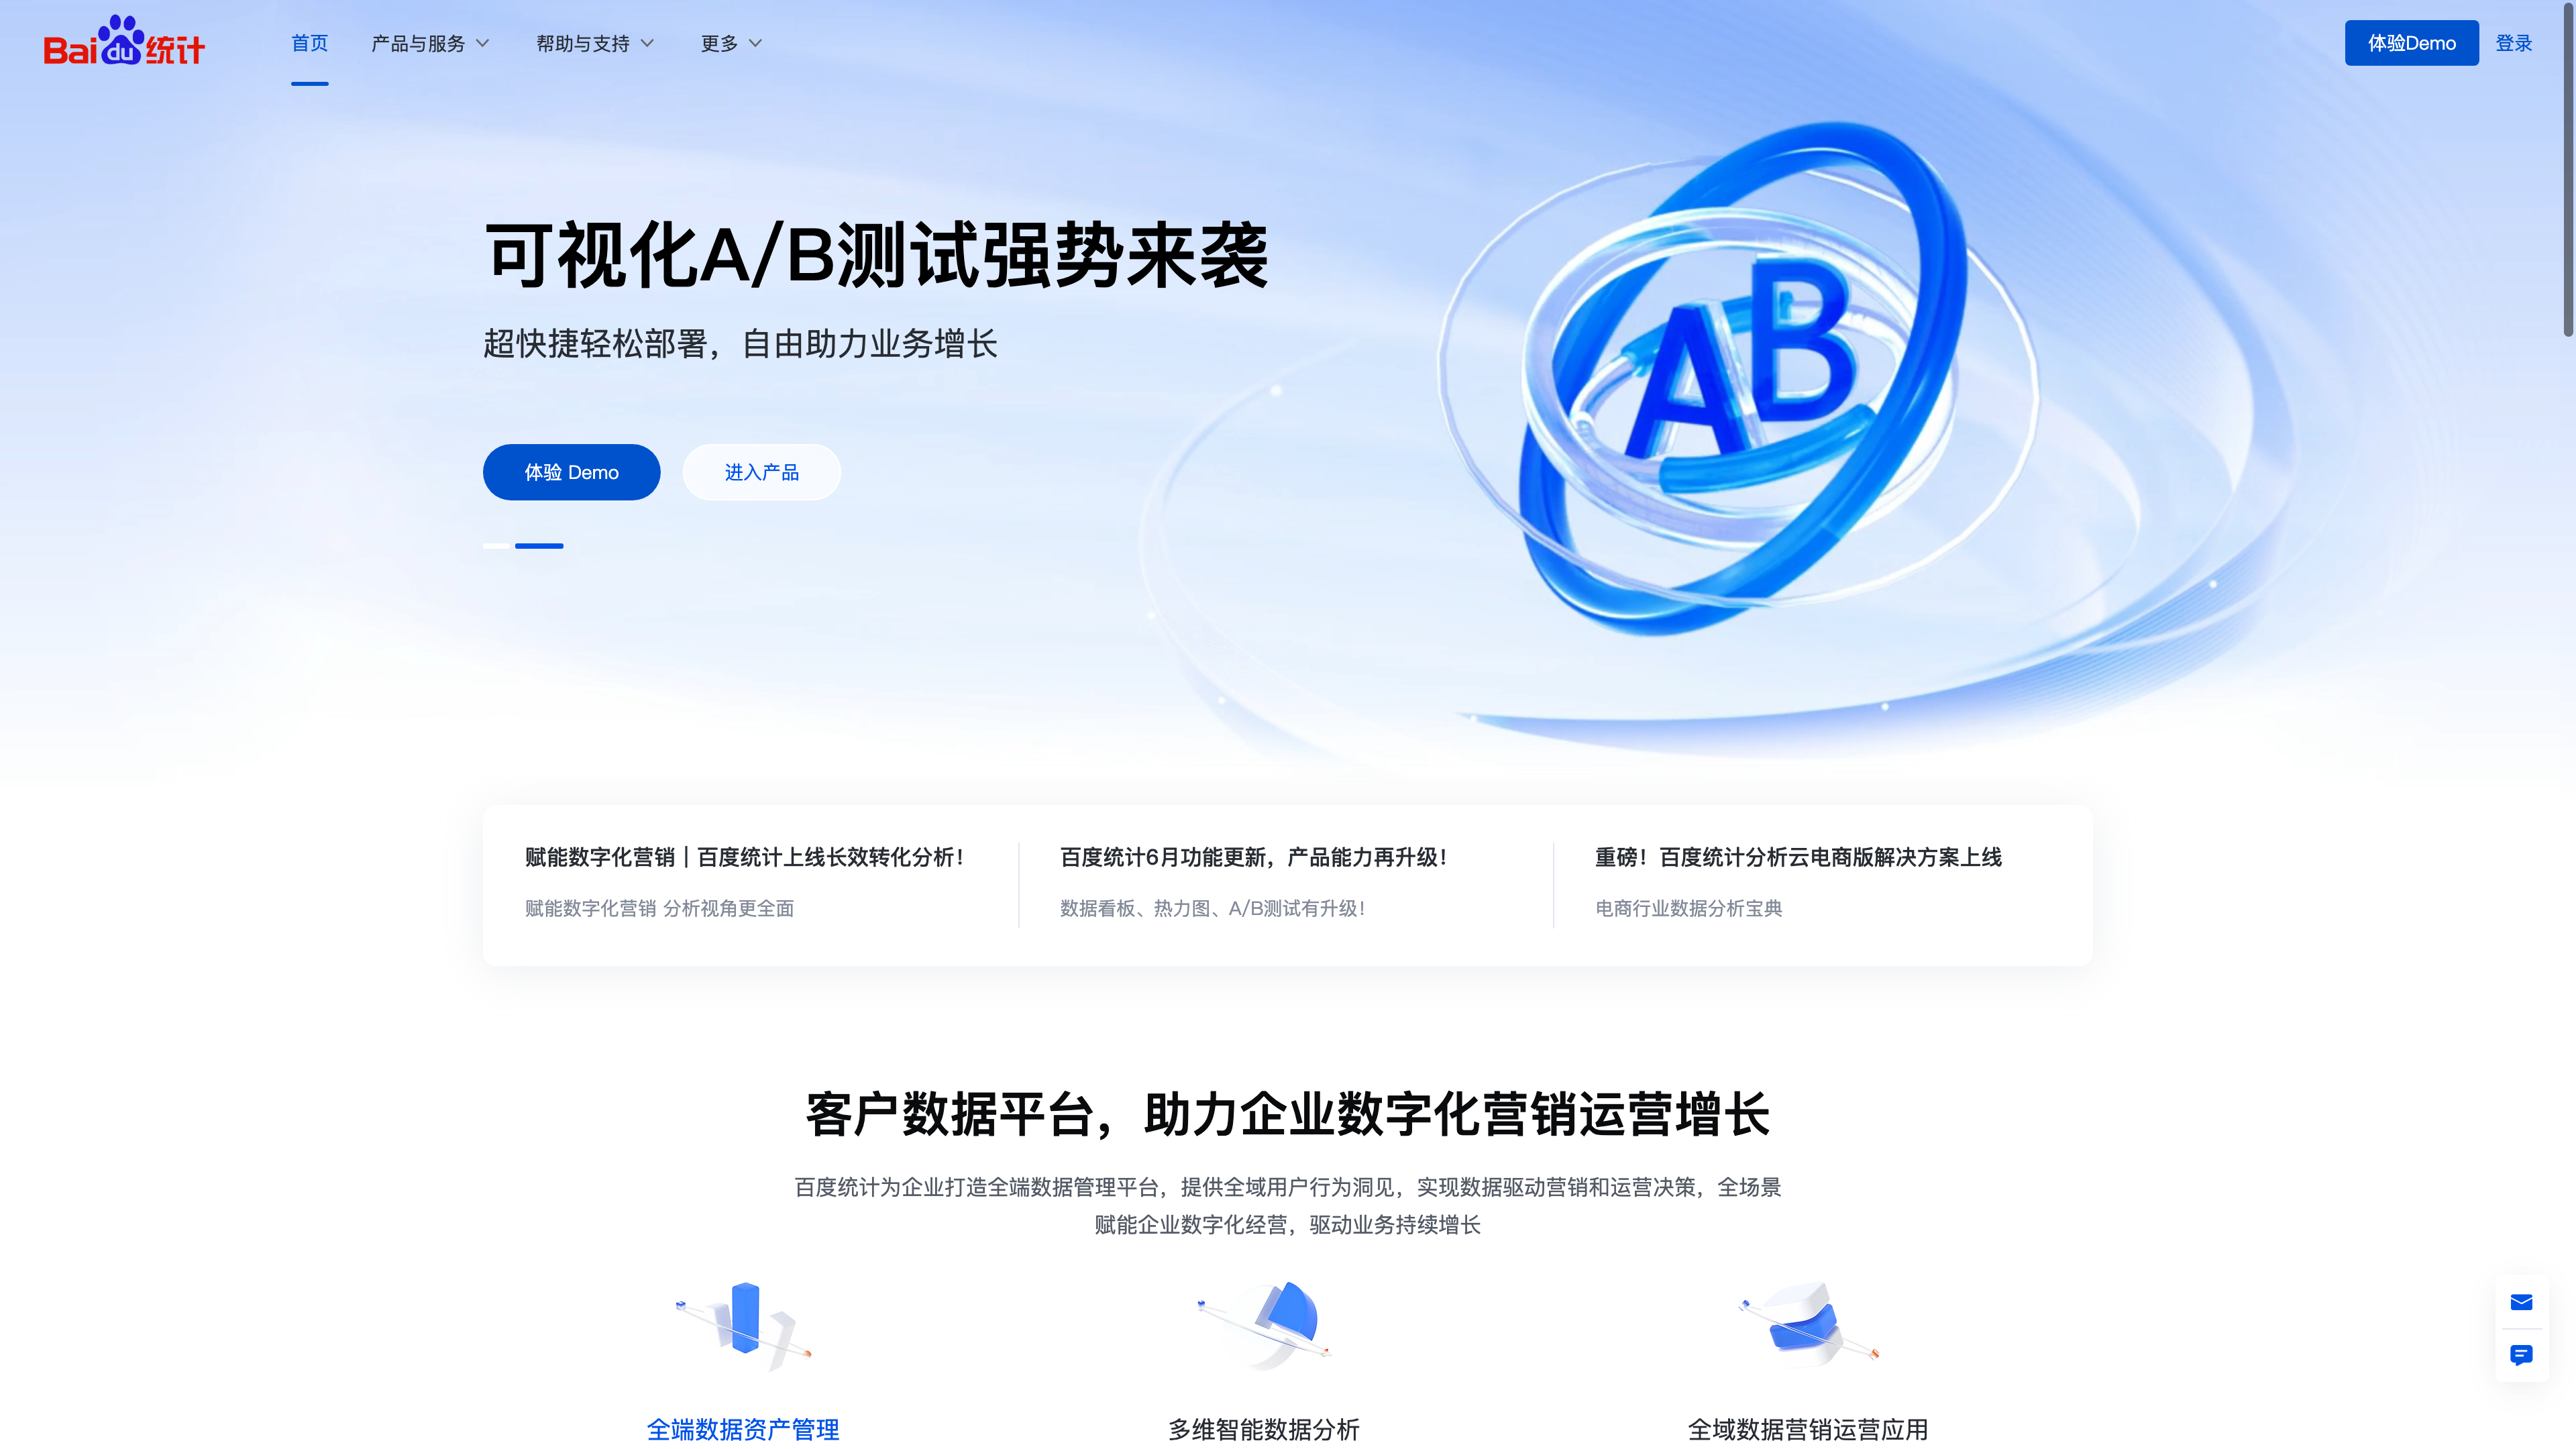 Baidu统计
首页
产品与服务
帮助与支持
更多
体验Demo
登录
可视化A/B测试强势来袭
超快捷轻松部署，自由助力业务增长
体验 Demo
进入产品
AB
赋能数字化营销｜百度统计上线长效转化分析！
赋能数字化营销 分析视角更全面
百度统计6月功能更新，产品能力再升级！
数据看板、热力图、A/B测试有升级！
重磅！百度统计分析云电商版解决方案上线
电商行业数据分析宝典
客户数据平台，助力企业数字化营销运营增长
百度统计为企业打造全端数据管理平台，提供全域用户行为洞见，实现数据驱动营销和运营决策，全场景
赋能企业数字化经营，驱动业务持续增长
全端数据资产管理
多维智能数据分析
全域数据营销运营应用